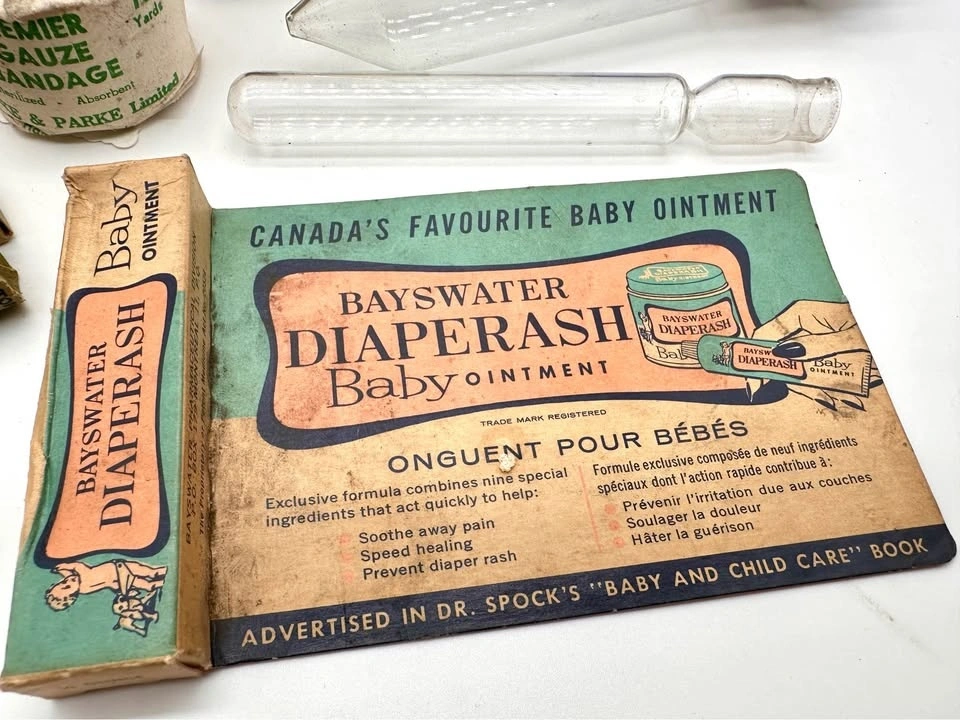 EMIER
GAUZE
BANDAGE
Yards
Absorbent
& PARKE Limited
Baby
OINTMENT
BAYSWATER
DIAPERASH
CANADA'S FAVOURITE BABY OINTMENT
BAYSWATER
DIAPERASH
Baby OINTMENT
BAYSWATER
DIAPERASH
DIAPERASH
Baby
OINTMENT
TRADE MARK REGISTERED
ONGUENT POUR BÉBÉS
Exclusive formula combines nine special
ingredients that act quickly to help:
Soothe away pain
Speed healing
Prevent diaper rash
Formule exclusive composée de neuf ingrédients
spéciaux dont l'action rapide contribue à:
Prévenir l'irritation due aux couches
Soulager la douleur
Hâter la guérison
ADVERTISED IN DR. SPOCK'S "BABY AND CHILD CARE" BOOK